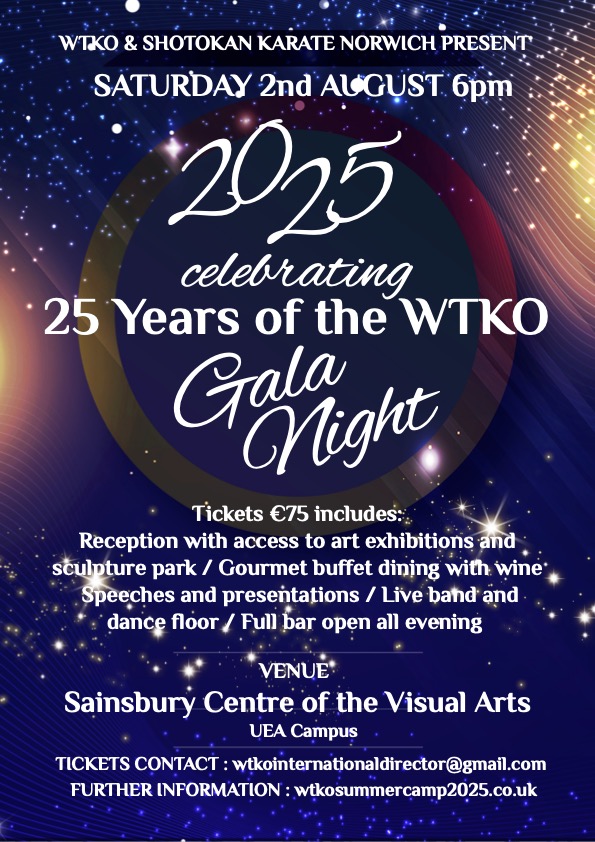 WTKO & SHOTOKAN KARATE NORWICH PRESENT
SATURDAY 2nd AUGUST 6pm
2025
celebrating
25 Years of the WTKO
Gala
Night
Tickets €75 includes:
Reception with access to art exhibitions and
sculpture park / Gourmet buffet dining with wine
Speeches and presentations / Live band and
dance floor / Full bar open all evening
VENUE
Sainsbury Centre of the Visual Arts
UEA Campus
TICKETS CONTACT : wtkointernationaldirector@gmail.com
FURTHER INFORMATION : wtkosummercamp2025.co.uk